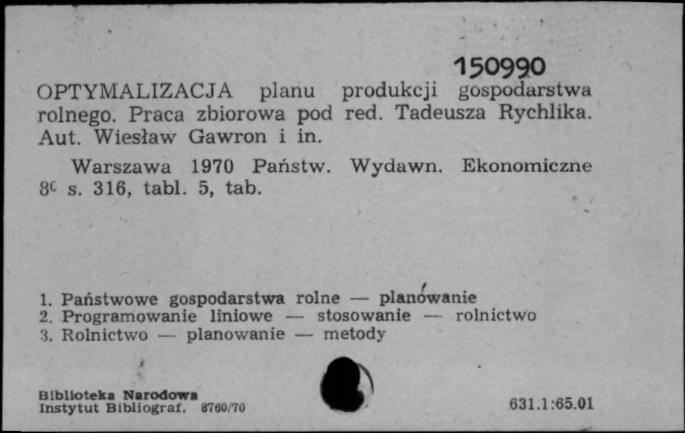 150990
OPTYMALIZACJA planu produkcji gospodarstwa
rolnego. Praca zbiorowa pod red. Tadeusza Rychlika.
Aut. Wiesław Gawron i in.
Warszawa 1970 Państw. Wydawn. Ekonomiczne
8° s. 316, tabl. 5, tab.
1. Państwowe gospodarstwa rolne — planowanie
2. Programowanie liniowe — stosowanie — rolnictwo
3. Rolnictwo — planowanie — metody
Biblioteka Narodowa
Instytut Bibliograf. 8760/70
631.1:65.01